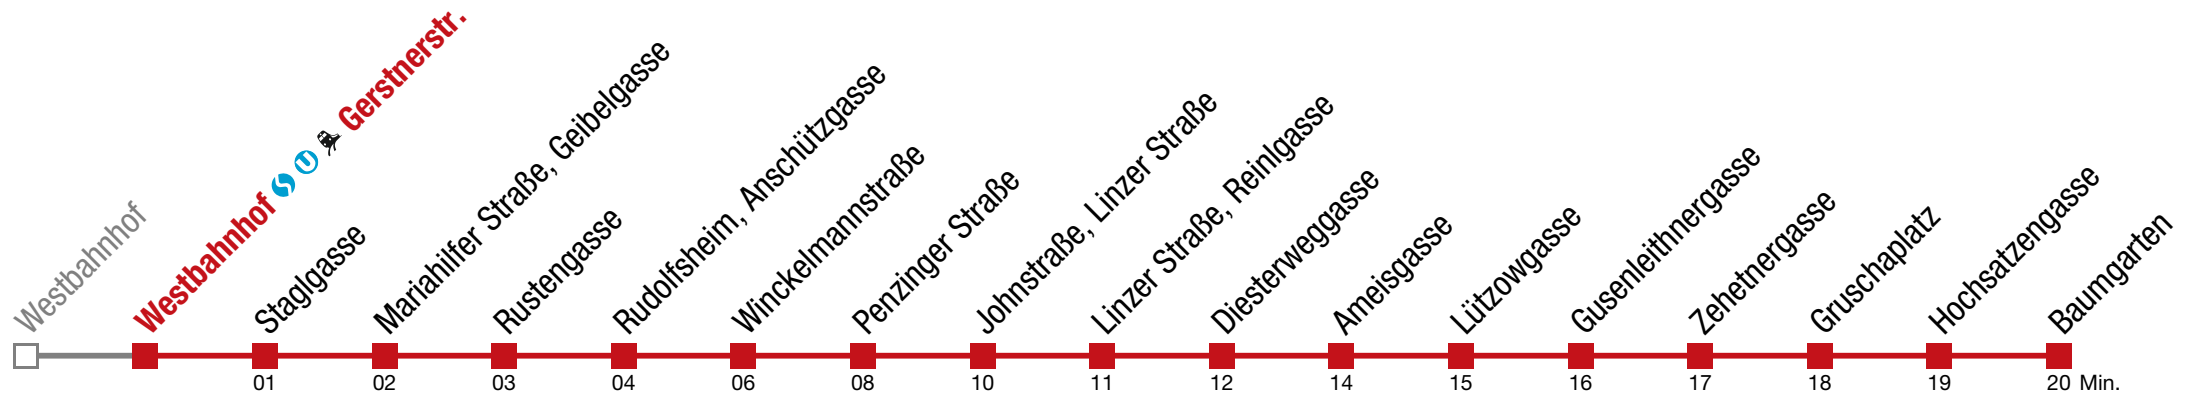 Westbahnhof
Westbahnhof S U Gerstnerstr.
Staglgasse
Mariahilfer Straße, Geibelgasse
Rustengasse
Rudolfsheim, Anschützgasse
Winckelmannstraße
Penzinger Straße
Johnstraße, Linzer Straße
Linzer Straße, Reinlgasse
Diesterweggasse
Ameisgasse
Lützowgasse
Gusenleithnergasse
Zehetnergasse
Gruschaplatz
Hochsatzengasse
Baumgarten
01 02 03 04 06 08 10 11 12 14 15 16 17 18 19 20 Min.